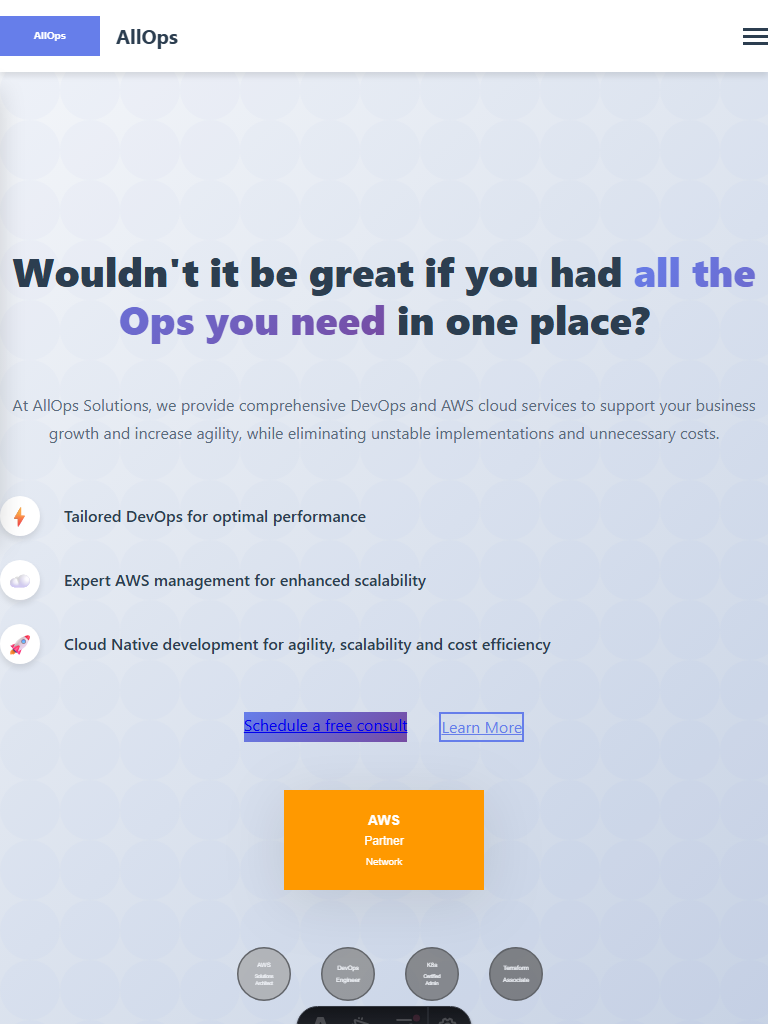 AllOps
AllOps
Wouldn't it be great if you had all the
Ops you need in one place?
At AllOps Solutions, we provide comprehensive DevOps and AWS cloud services to support your business
growth and increase agility, while eliminating unstable implementations and unnecessary costs.
Tailored DevOps for optimal performance
Expert AWS management for enhanced scalability
Cloud Native development for agility, scalability and cost efficiency
Schedule a free consult
Learn More
AWS
Partner
Network
AWS
Solutions
Architect
DevOps
Engineer
K8s
Certified
Admin
Terraform
Associate